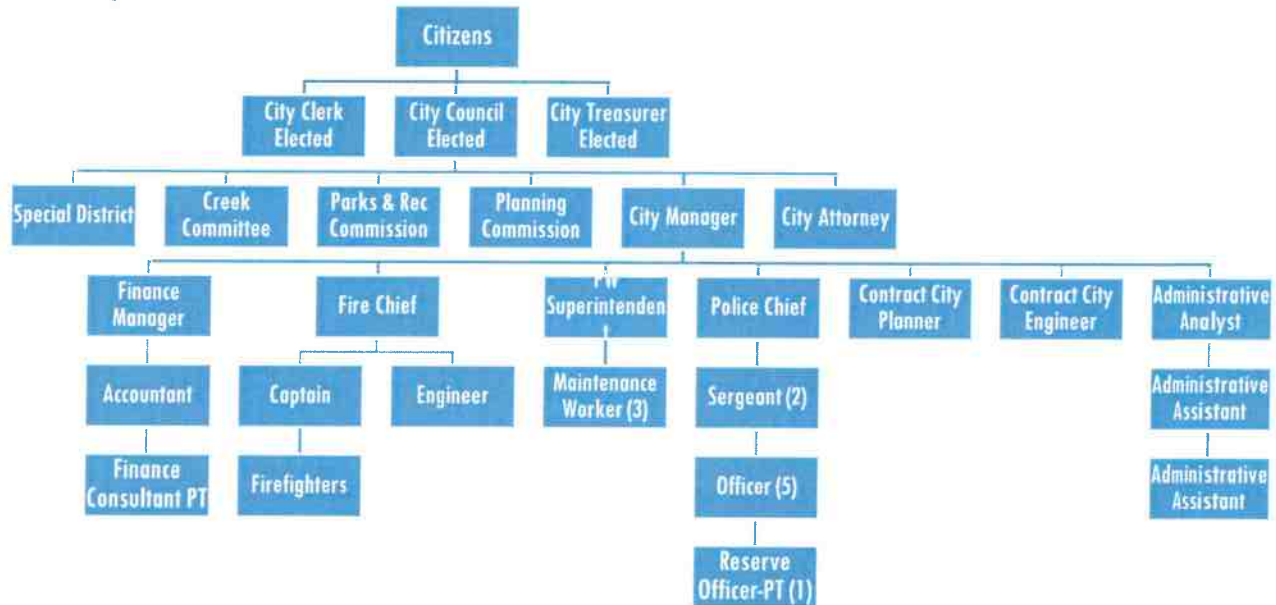 Citizens
City Clerk
Elected
City Council
Elected
City Treasurer
Elected
Special District
Creek
Committee
Parks & Rec
Commission
Planning
Commission
City Manager
City Attorney
Finance
Manager
Fire Chief
PW
Superintenden
t
Police Chief
Contract City
Planner
Contract City
Engineer
Administrative
Analyst
Accountant
Captain
Engineer
Maintenance
Worker (3)
Sergeant (2)
Administrative
Assistant
Finance
Consultant PT
Firefighters
Officer (5)
Administrative
Assistant
Reserve
Officer-PT (1)